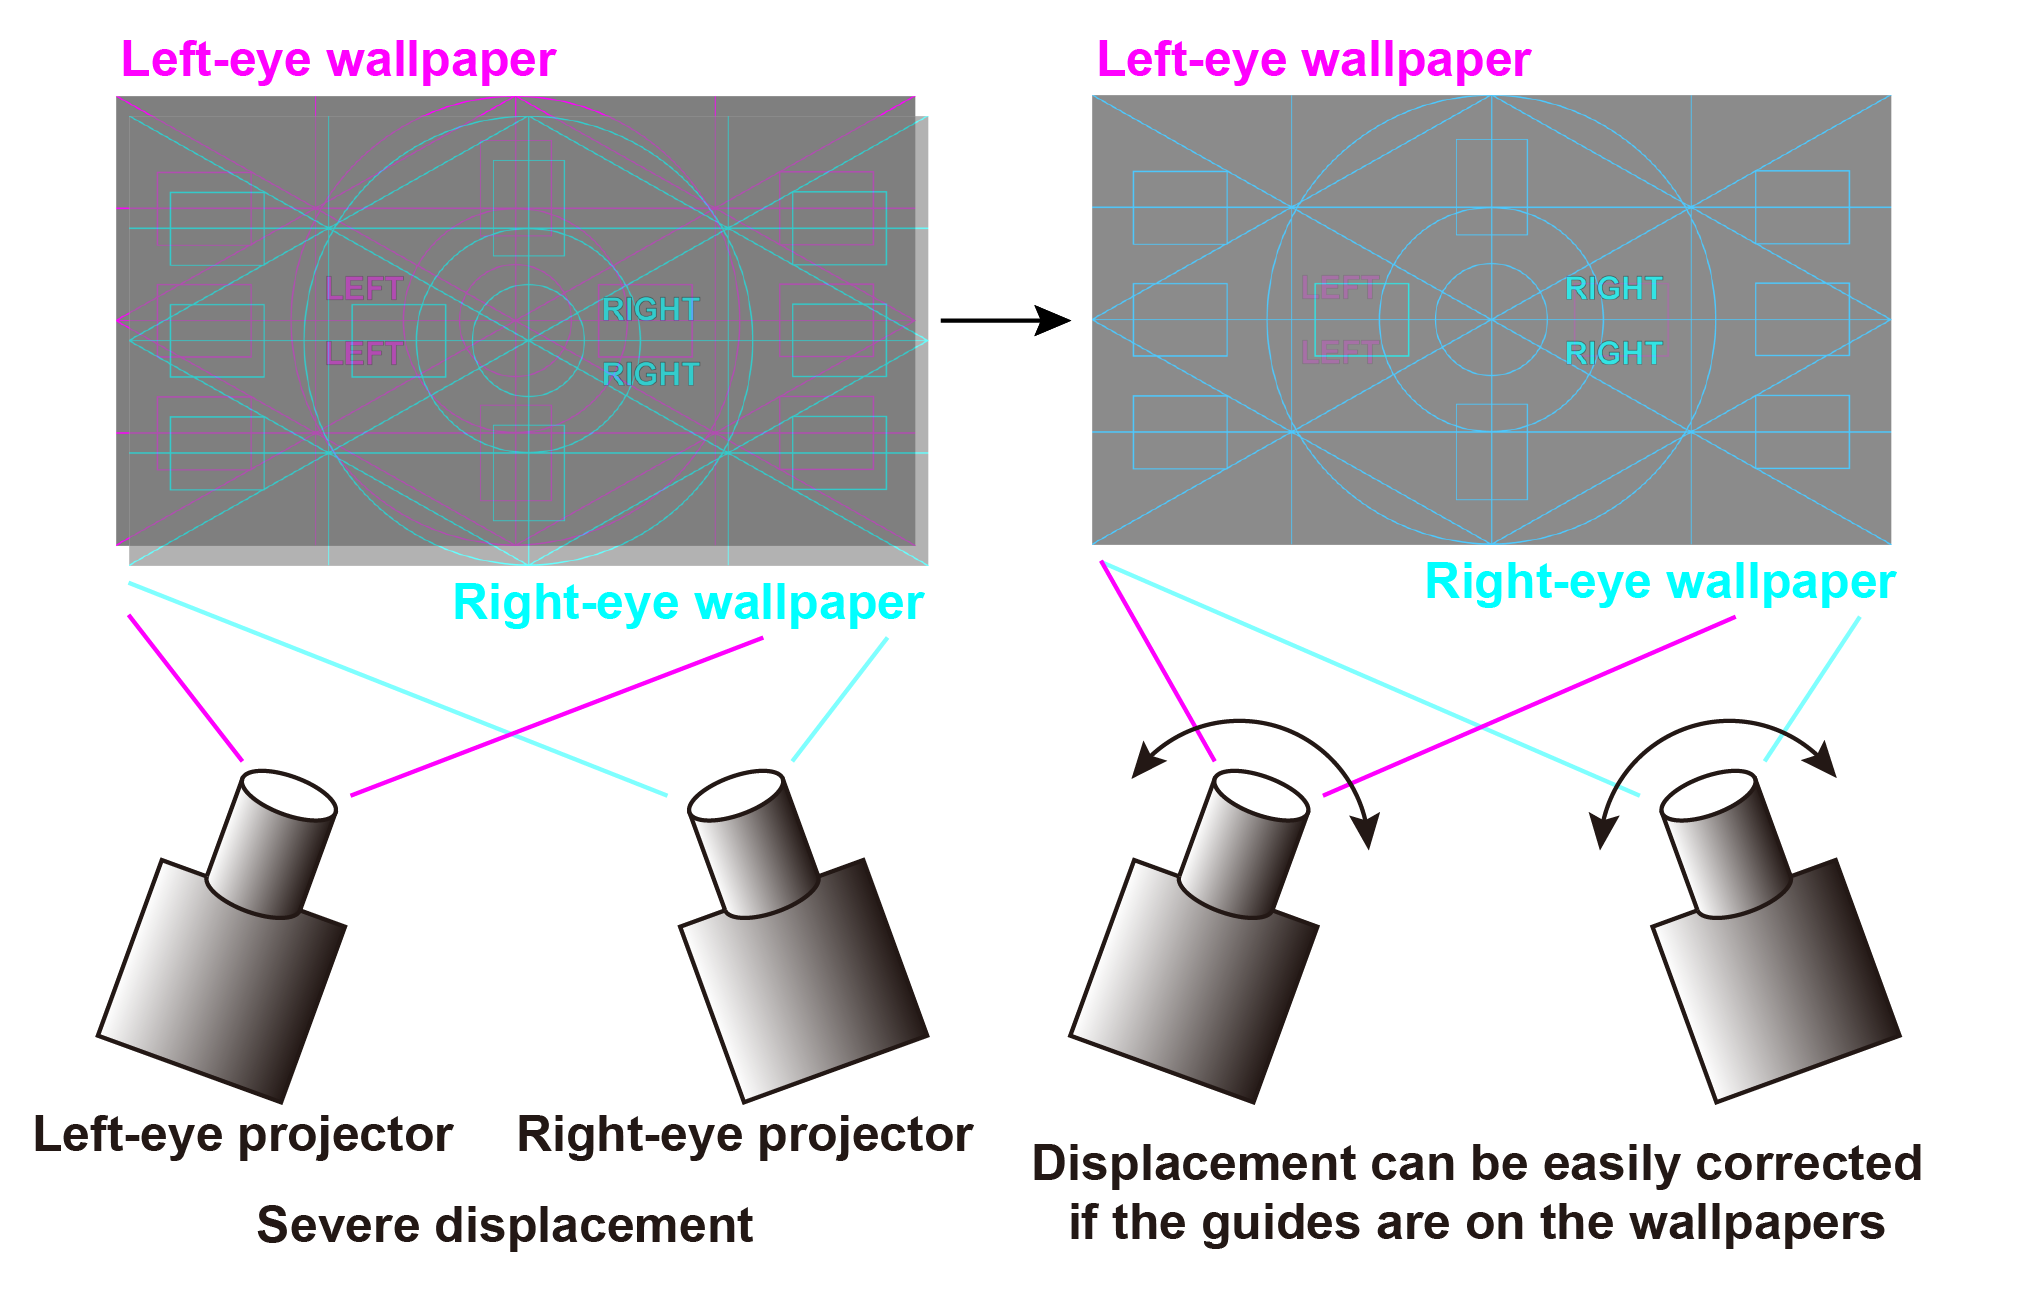 Left-eye wallpaper
LEFT
RIGHT
LEFT
RIGHT
Right-eye wallpaper
Left-eye projector
Right-eye projector
Severe displacement
Left-eye wallpaper
LEFT
RIGHT
LEFT
RIGHT
Right-eye wallpaper
Displacement can be easily corrected
if the guides are on the wallpapers